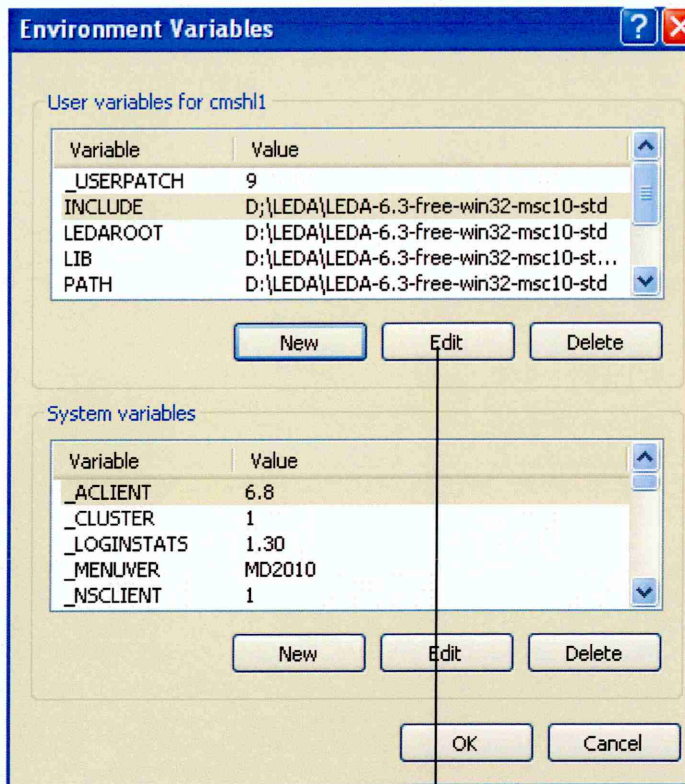 Environment Variables
User variables for cmshl1
Variable Value
_USERPATCH 9
INCLUDE D;\LEDA\LEDA-6.3-free-win32-msc10-std
LEDAROOT D:\LEDA\LEDA-6.3-free-win32-msc10-std
LIB D:\LEDA\LEDA-6.3-free-win32-msc10-st...
PATH D:\LEDA\LEDA-6.3-free-win32-msc10-std
New Edit Delete
System variables
Variable Value
_ACLIENT 6.8
_CLUSTER 1
_LOGINSTATS 1.30
_MENUVER MD2010
_NSCLIENT 1
New Edit Delete
OK Cancel